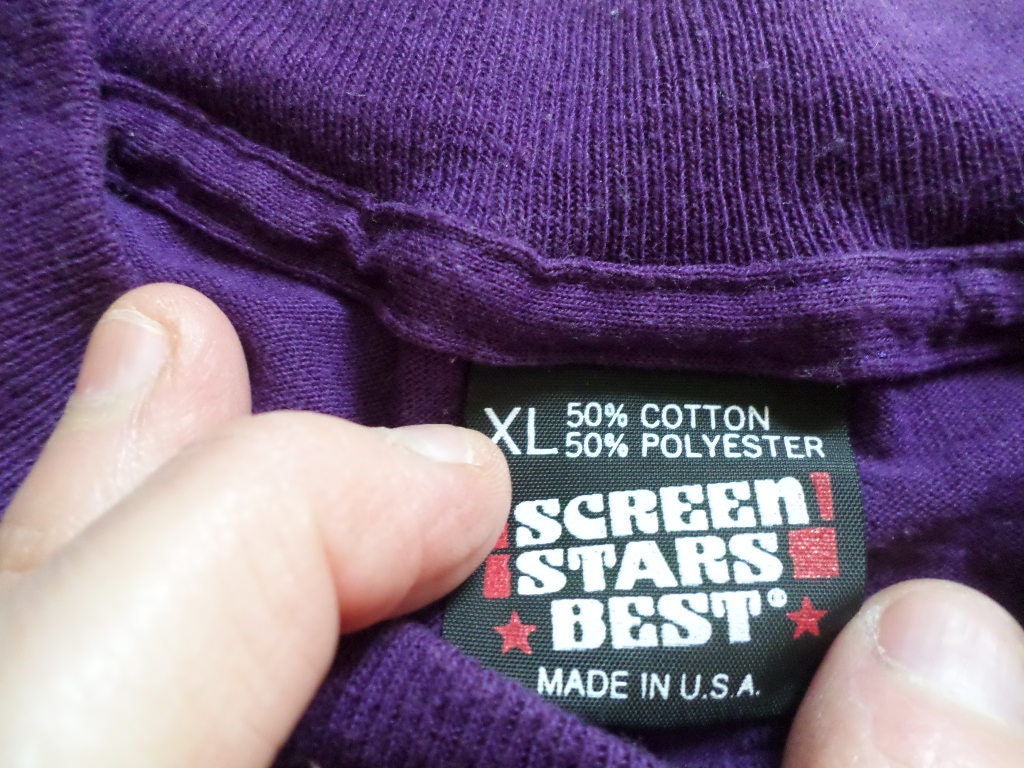 XL 50% COTTON
50% POLYESTER
SCREEN
STARS
BEST®
MADE IN U.S.A.